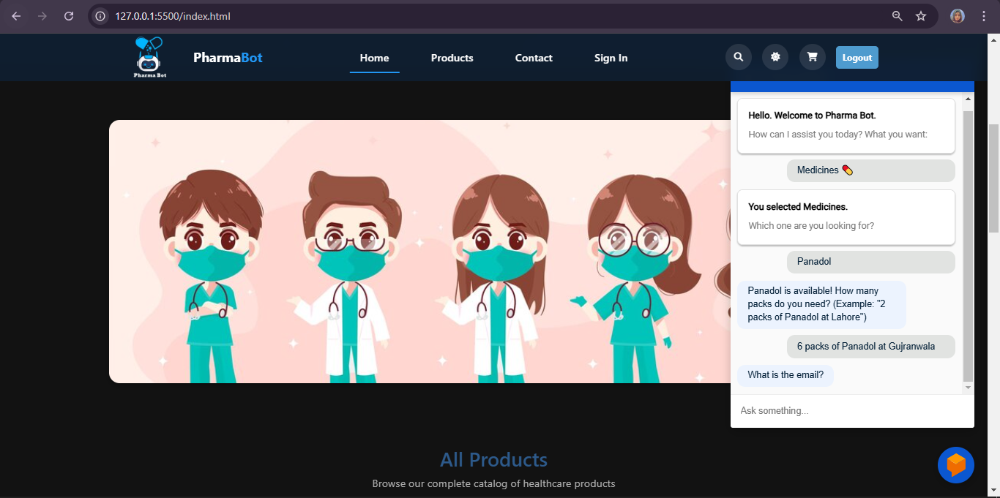 127.0.0.1:5500/index.html
Pharma Bot
PharmaBot
Home
Products
Contact
Sign In
Logout
Hello. Welcome to Pharma Bot.
How can I assist you today? What you want:
Medicines 💊
You selected Medicines.
Which one are you looking for?
Panadol
Panadol is available! How many
packs do you need? (Example: "2
packs of Panadol at Lahore")
6 packs of Panadol at Gujranwala
What is the email?
Ask something...
All Products
Browse our complete catalog of healthcare products